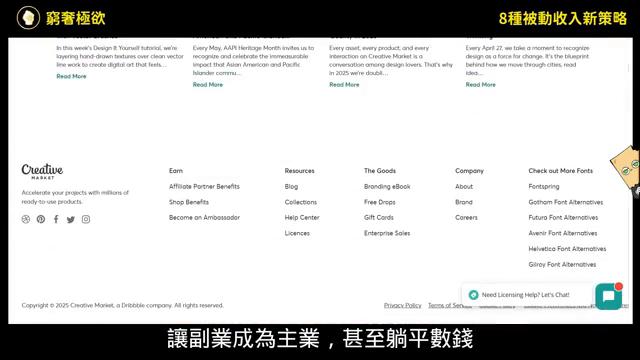 窮奢極欲
8種被動收入新策略
In this week's Design It Yourself tutorial, we're
layering hand-drawn textures over clean vector
line work to create digital art that feels…
Read More
Every May, AAPI Heritage Month invites us to
recognize and celebrate the immeasurable
impact that Asian American and Pacific
Islander commu…
Read More
Every asset, every product, and every
interaction on Creative Market is a
conversation among design lovers. That's why
in 2025 we're doubli…
Read More
Every April 27, we take a moment to recognize
design as a force for change. It's the blueprint
behind how we move through cities, read
idea…
Read More
Creative
MARKET
Accelerate your projects with millions of
ready-to-use products.
Earn
Affiliate Partner Benefits
Shop Benefits
Become an Ambassador
Resources
Blog
Collections
Help Center
Licences
The Goods
Branding eBook
Free Drops
Gift Cards
Enterprise Sales
Company
About
Brand
Careers
Check out More Fonts
Fontspring
Gotham Font Alternatives
Futura Font Alternatives
Avenir Font Alternatives
Helvetica Font Alternatives
Gilroy Font Alternatives
Need Licensing Help? Let's Chat!
Copyright © 2025 Creative Market, a Dribbble company. All rights reserved.
Privacy Policy
Terms of Service
讓副業成為主業，甚至躺平數錢